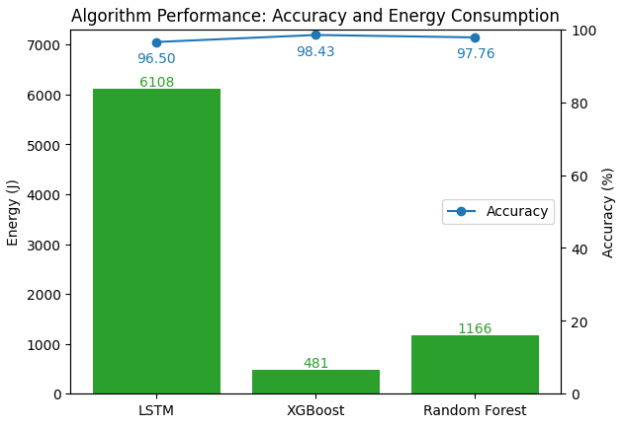 Algorithm Performance: Accuracy and Energy Consumption
7000
6000
5000
4000
3000
2000
1000
0
Energy (J)
100
80
60
40
20
0
Accuracy (%)
96.50
98.43
97.76
6108
481
1166
Accuracy
LSTM
XGBoost
Random Forest